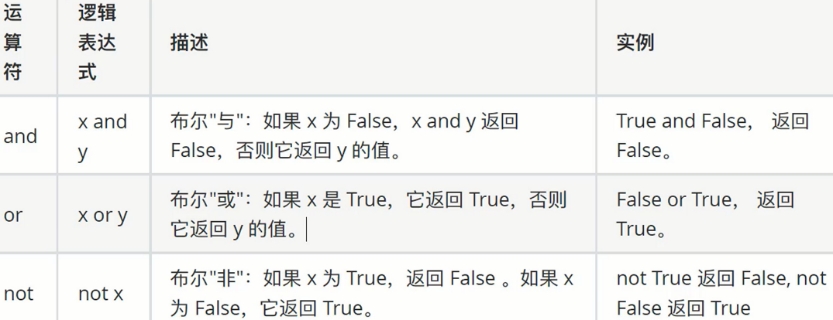 运
算
符
逻辑
表达
式
描述
实例
and
x and
y
布尔"与"：如果 x 为 False，x and y 返回
False，否则它返回 y 的值。
True and False， 返回
False。
or
x or y
布尔"或"：如果 x 是 True，它返回 True，否则
它返回 y 的值。
False or True， 返回
True。
not
not x
布尔"非"：如果 x 为 True，返回 False 。如果 x
为 False，它返回 True。
not True 返回 False, not
False 返回 True